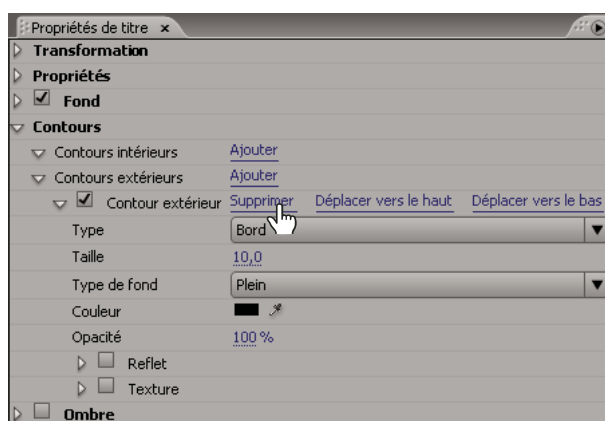 Propriétés de titre x
Transformation
Propriétés
Fond
Contours
Contours intérieurs Ajouter
Contours extérieurs Ajouter
Contour extérieur Supprimer Déplacer vers le haut Déplacer vers le bas
Type Bord
Taille 10,0
Type de fond Plein
Couleur
Opacité 100 %
Reflet
Texture
Ombre